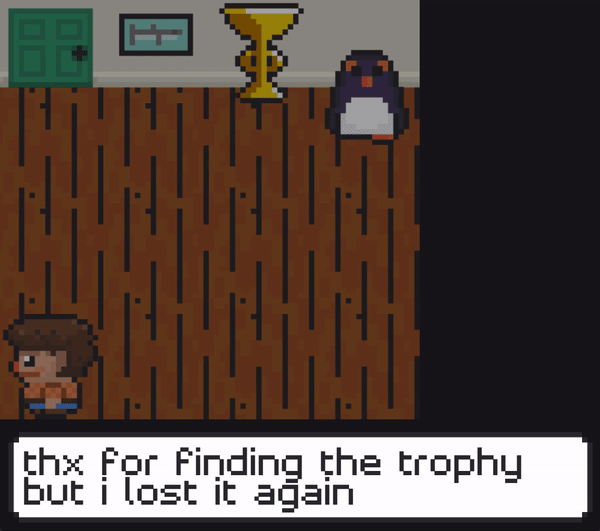 thx for finding the trophy
but i lost it again